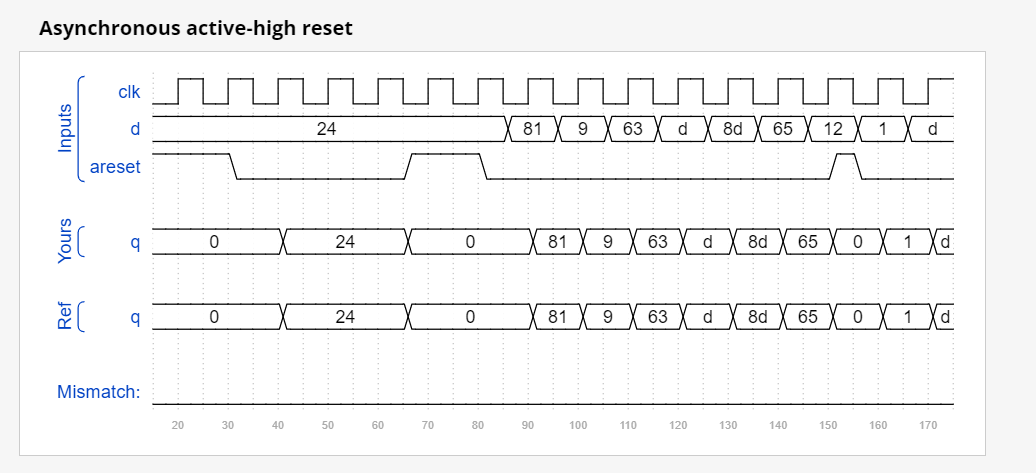 Asynchronous active-high reset
Inputs
clk
d 24 81 9 63 d 8d 65 12 1 d
areset
Yours
q 0 24 0 81 9 63 d 8d 65 0 1 d
Ref
q 0 24 0 81 9 63 d 8d 65 0 1 d
Mismatch:
20 30 40 50 60 70 80 90 100 110 120 130 140 150 160 170